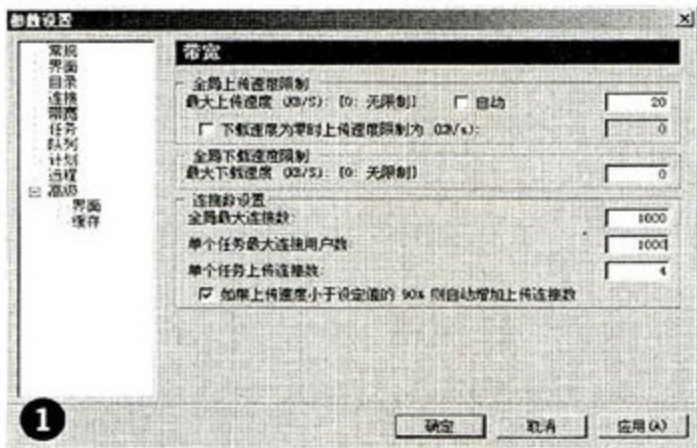 参数设置
常规
界面
目录
连接
带宽
任务
队列
计划
远程
高级
界面
缓存
带宽
全局上传速度限制
最大上传速度 (KB/S): [0: 无限制] 自动 20
下载速度为零时上传速度限制为 (KB/s): 0
全局下载速度限制
最大下载速度 (KB/S): [0: 无限制] 0
连接数设置
全局最大连接数: 1000
单个任务最大连接用户数: 1000
单个任务上传连接数: 4
如果上传速度小于设定值的 90% 则自动增加上传连接数
1
确定 取消 应用(A)